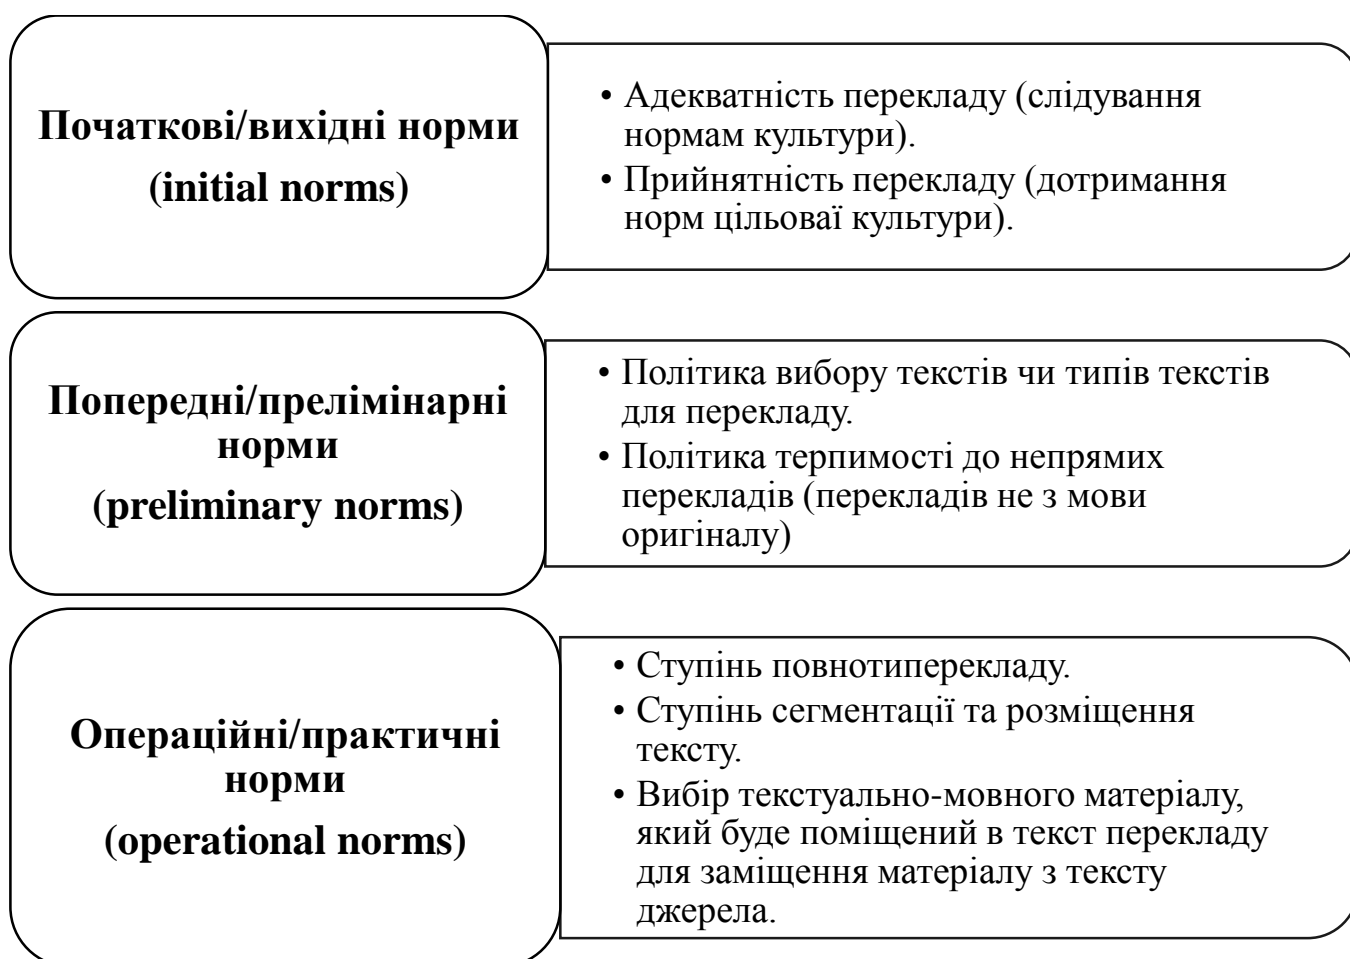 Початкові/вихідні норми
(initial norms)
• Адекватність перекладу (слідування
нормам культури).
• Прийнятність перекладу (дотримання
норм цільоваї культури).
Попередні/прелімінарні
норми
(preliminary norms)
• Політика вибору текстів чи типів текстів
для перекладу.
• Політика терпимості до непрямих
перекладів (перекладів не з мови
оригіналу)
Операційні/практичні
норми
(operational norms)
• Ступінь повнотиперекладу.
• Ступінь сегментації та розміщення
тексту.
• Вибір текстуально-мовного матеріалу,
який буде поміщений в текст перекладу
для заміщення матеріалу з тексту
джерела.